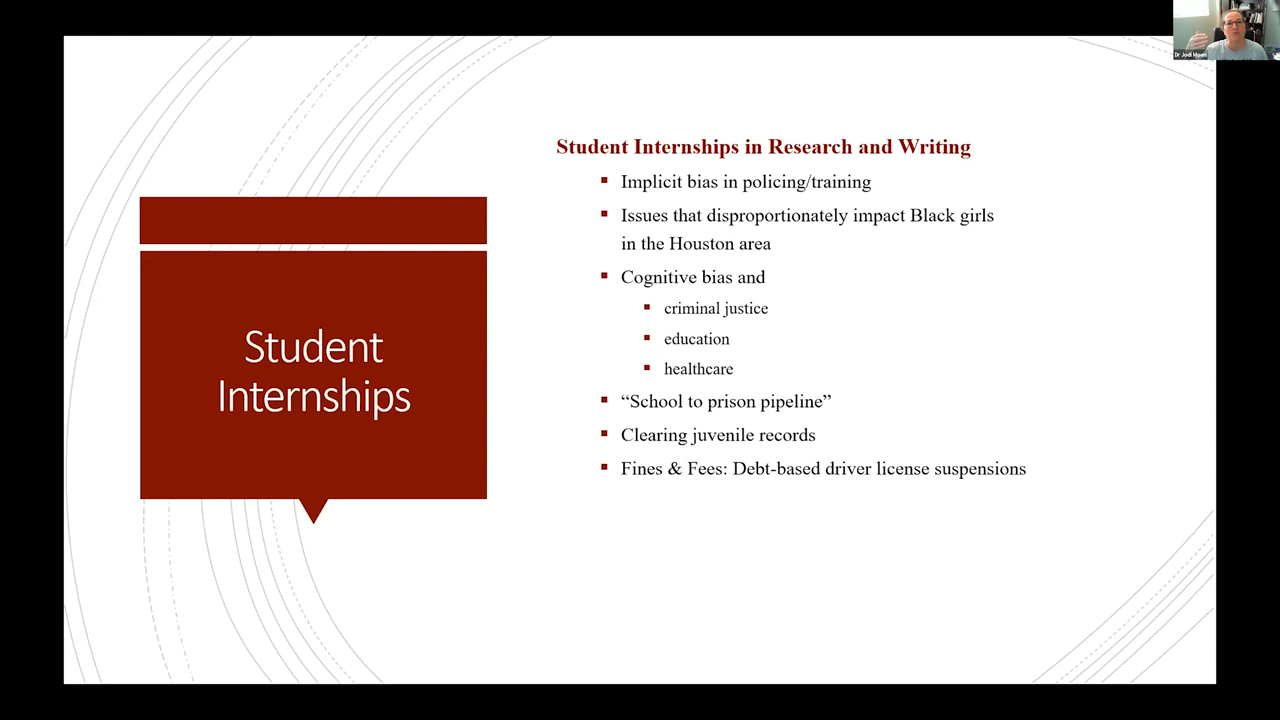 Dr Jodi
Student Internships in Research and Writing
Implicit bias in policing/training
Issues that disproportionately impact Black girls
in the Houston area
Cognitive bias and
criminal justice
education
healthcare
“School to prison pipeline”
Clearing juvenile records
Fines & Fees: Debt-based driver license suspensions
Student
Internships